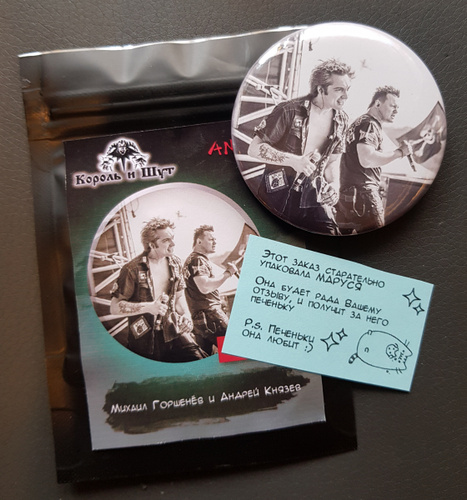 Король и Шут
AN
Этот заказ старательно
упаковала МАРУСЯ
Она будет рада Вашему
отзыву, и получит за него
печеньку
P.s. Печеньки
она любит :)
Михаил Горшенёв и Андрей Князев